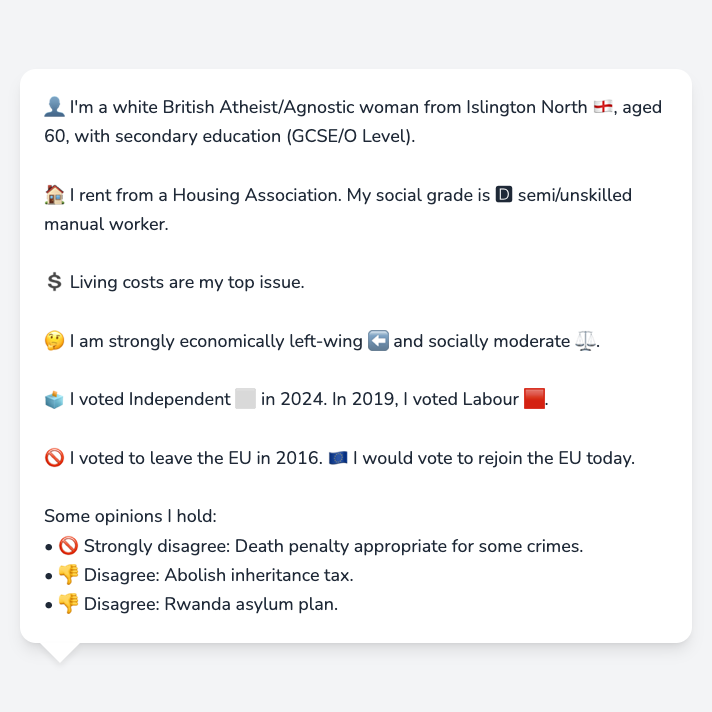 👤 I'm a white British Atheist/Agnostic woman from Islington North 🏴󠁧󠁢󠁥󠁮󠁧󠁿, aged
60, with secondary education (GCSE/O Level).
🏠 I rent from a Housing Association. My social grade is 🅳 semi/unskilled
manual worker.
💲 Living costs are my top issue.
🤔 I am strongly economically left-wing ⬅️ and socially moderate ⚖️.
🗳️ I voted Independent ⬜ in 2024. In 2019, I voted Labour 🟥.
🚫 I voted to leave the EU in 2016. 🇪🇺 I would vote to rejoin the EU today.
Some opinions I hold:
• 🚫 Strongly disagree: Death penalty appropriate for some crimes.
• 👎 Disagree: Abolish inheritance tax.
• 👎 Disagree: Rwanda asylum plan.